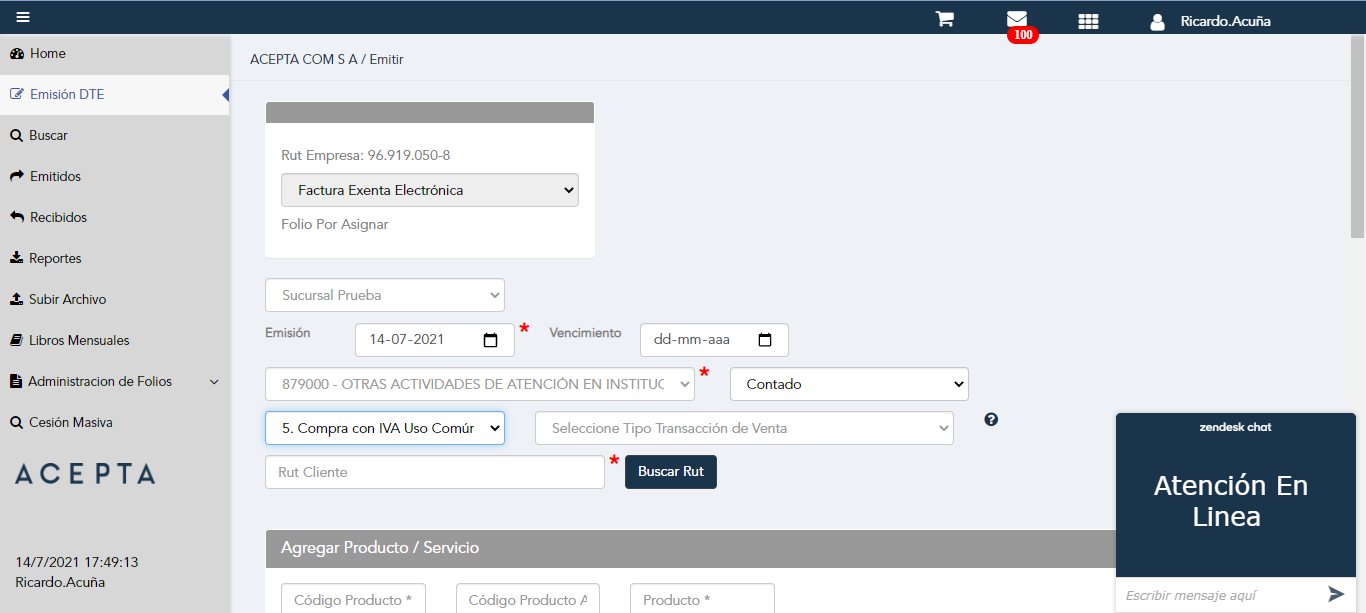 Ricardo.Acuña
100
Home
Emisión DTE
Buscar
Emitidos
Recibidos
Reportes
Subir Archivo
Libros Mensuales
Administracion de Folios
Cesión Masiva
ACEPTA
14/7/2021 17:49:13
Ricardo.Acuña
ACEPTA COM S A / Emitir
Rut Empresa: 96.919.050-8
Factura Exenta Electrónica
Folio Por Asignar
Sucursal Prueba
Emisión 14-07-2021 * Vencimiento dd-mm-aaa
879000 - OTRAS ACTIVIDADES DE ATENCIÓN EN INSTITUC * Contado
5. Compra con IVA Uso Comúr Seleccione Tipo Transacción de Venta ?
Rut Cliente * Buscar Rut
Agregar Producto / Servicio
Código Producto * Código Producto A Producto *
zendesk chat
Atención En
Linea
Escribir mensaje aquí